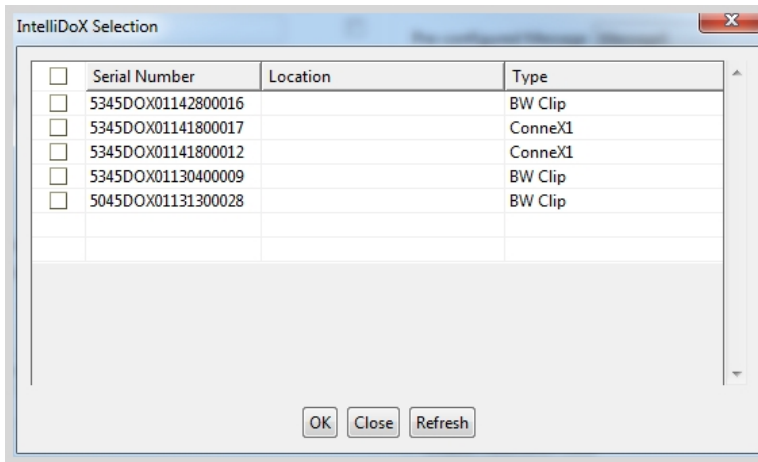 IntelliDoX Selection
Serial Number Location Type
5345DOX01142800016 BW Clip
5345DOX01141800017 ConneX1
5345DOX01141800012 ConneX1
5345DOX01130400009 BW Clip
5045DOX01131300028 BW Clip
OK Close Refresh